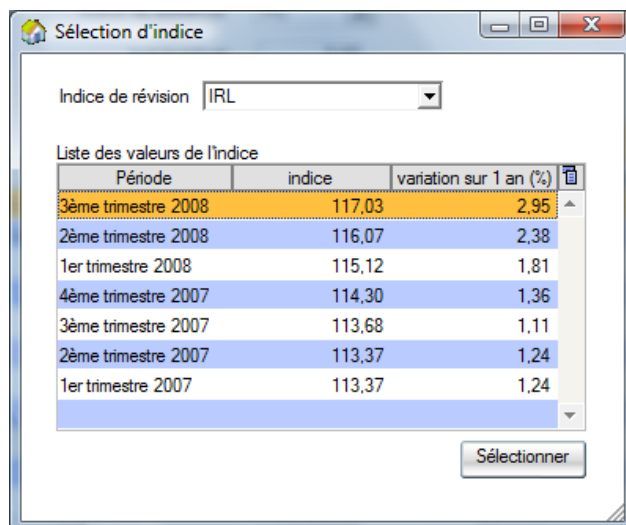 Sélection d'indice
Indice de révision IRL
Liste des valeurs de l'indice
Période indice variation sur 1 an (%)
3ème trimestre 2008 117,03 2,95
2ème trimestre 2008 116,07 2,38
1er trimestre 2008 115,12 1,81
4ème trimestre 2007 114,30 1,36
3ème trimestre 2007 113,68 1,11
2ème trimestre 2007 113,37 1,24
1er trimestre 2007 113,37 1,24
Sélectionner